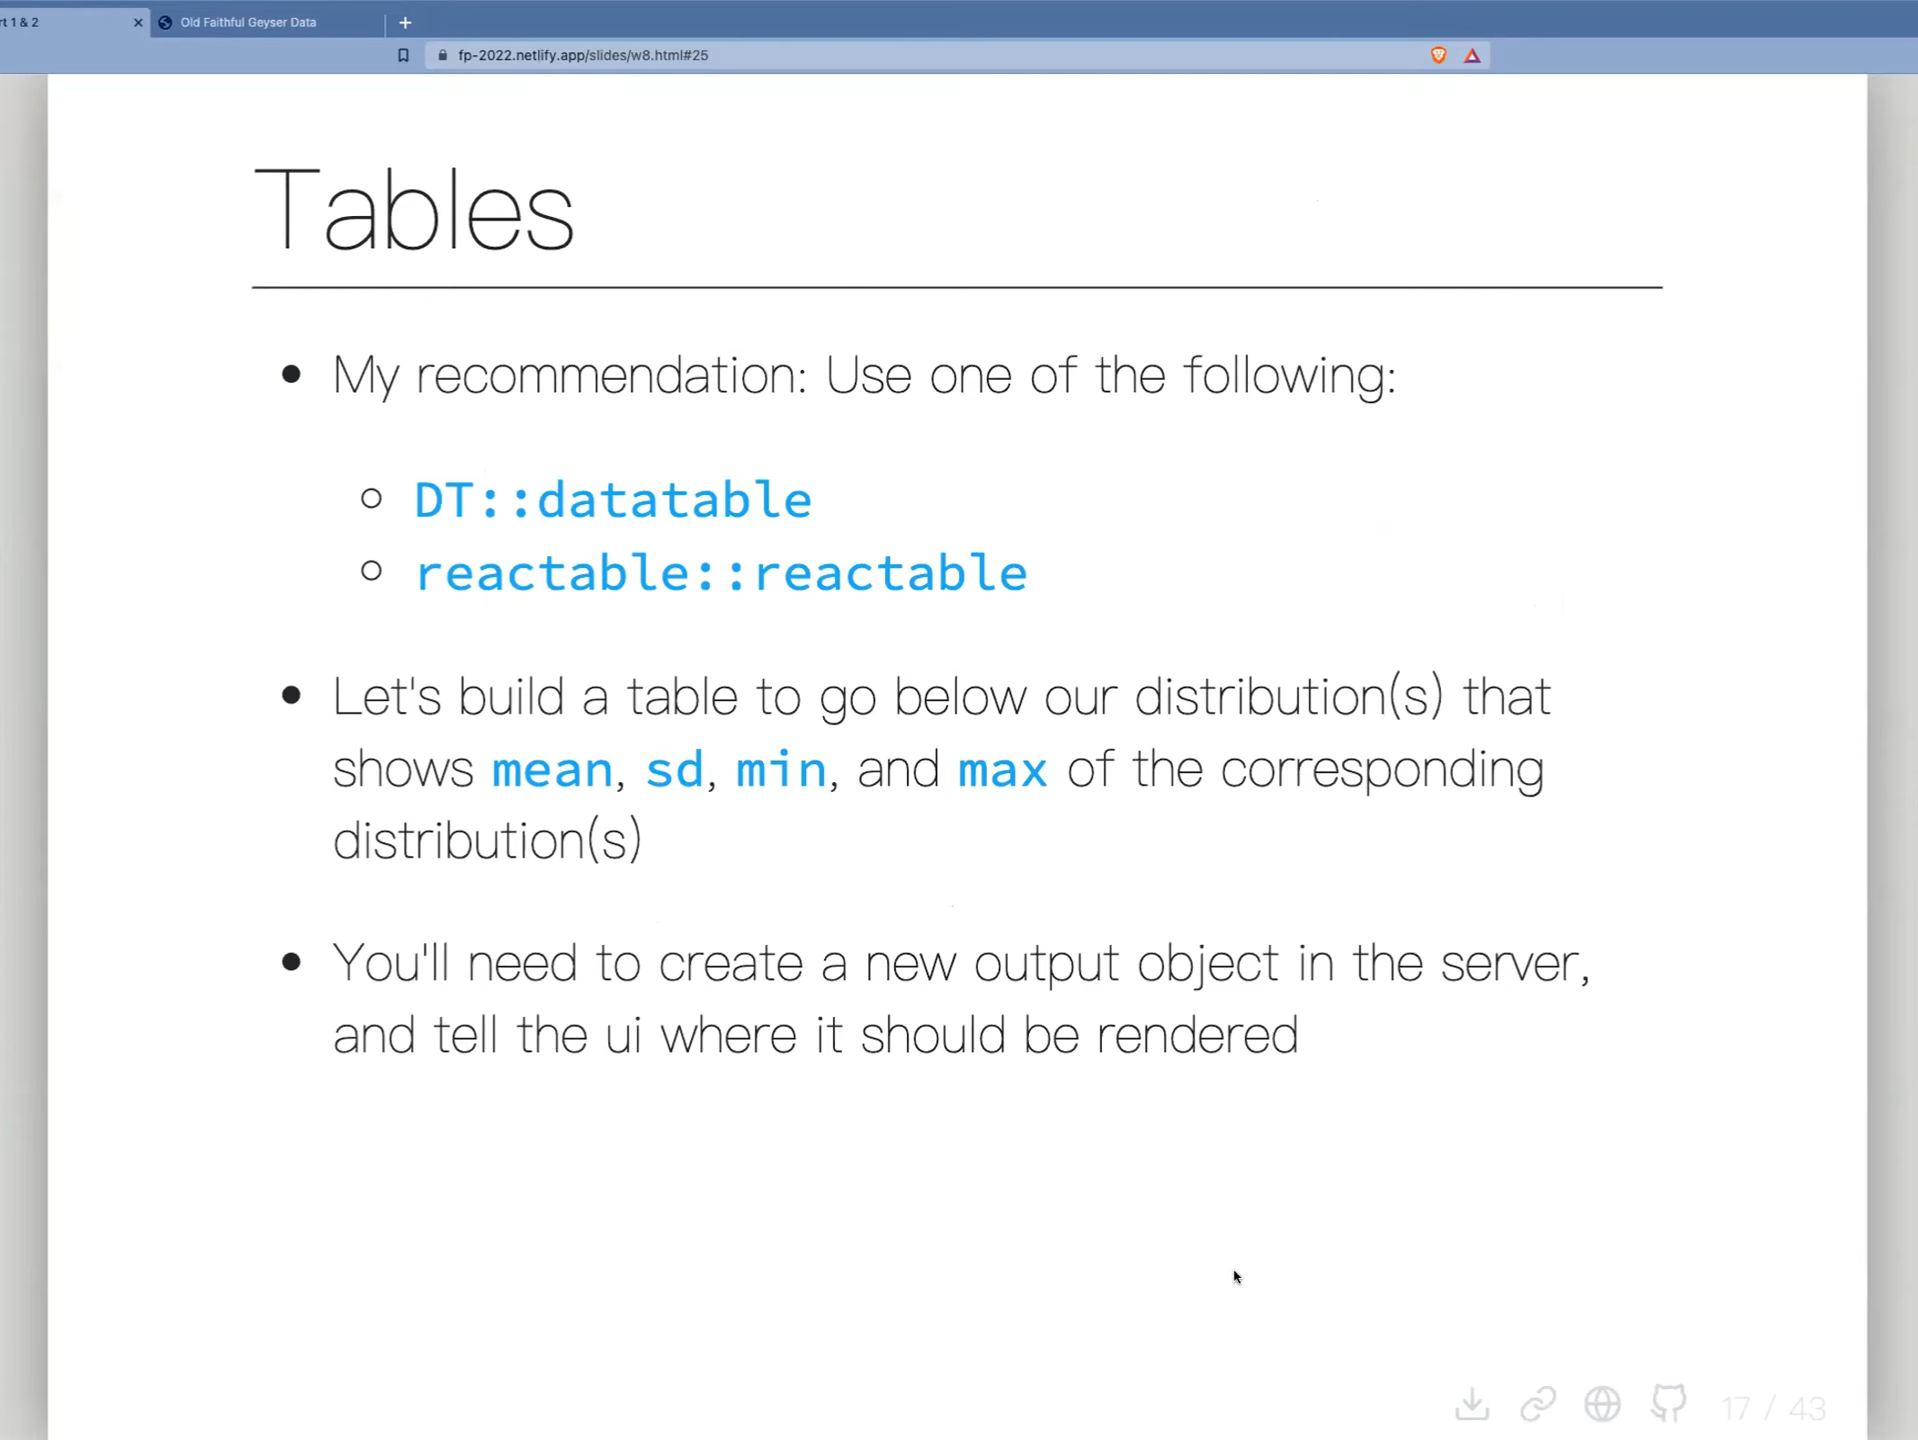 rt 1 & 2
Old Faithful Geyser Data
fp-2022.netlify.app/slides/w8.html#25
Tables
My recommendation: Use one of the following:
DT::datatable
reactable::reactable
Let's build a table to go below our distribution(s) that
shows mean, sd, min, and max of the corresponding
distribution(s)
You'll need to create a new output object in the server,
and tell the ui where it should be rendered
17 / 43